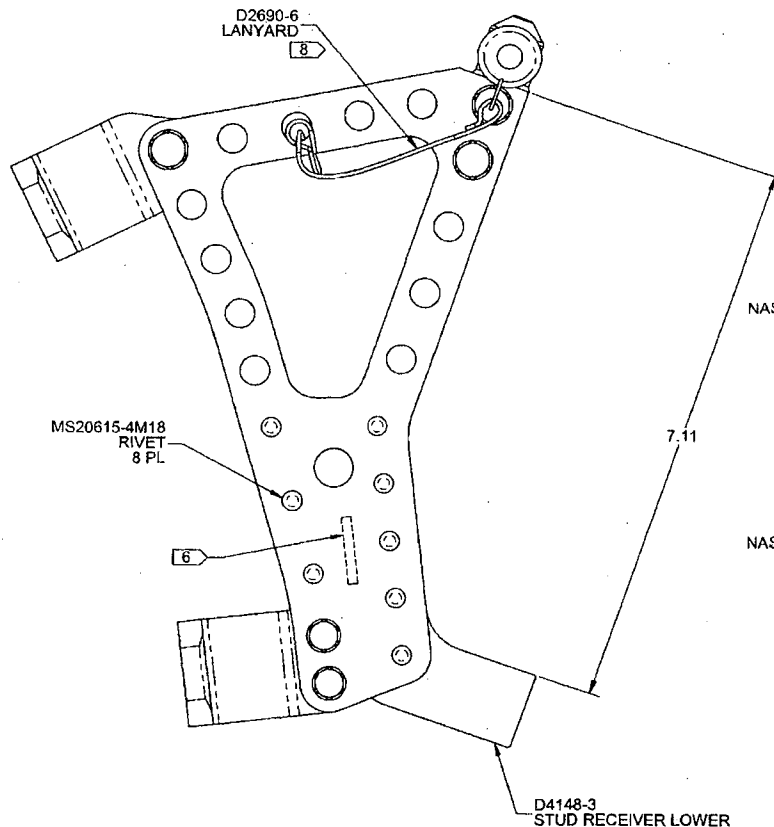 D2690-6
LANYARD
8
NAS
7.11
MS20615-4M18
RIVET
8 PL
NAS
6
D4148-3
STUD RECEIVER LOWER